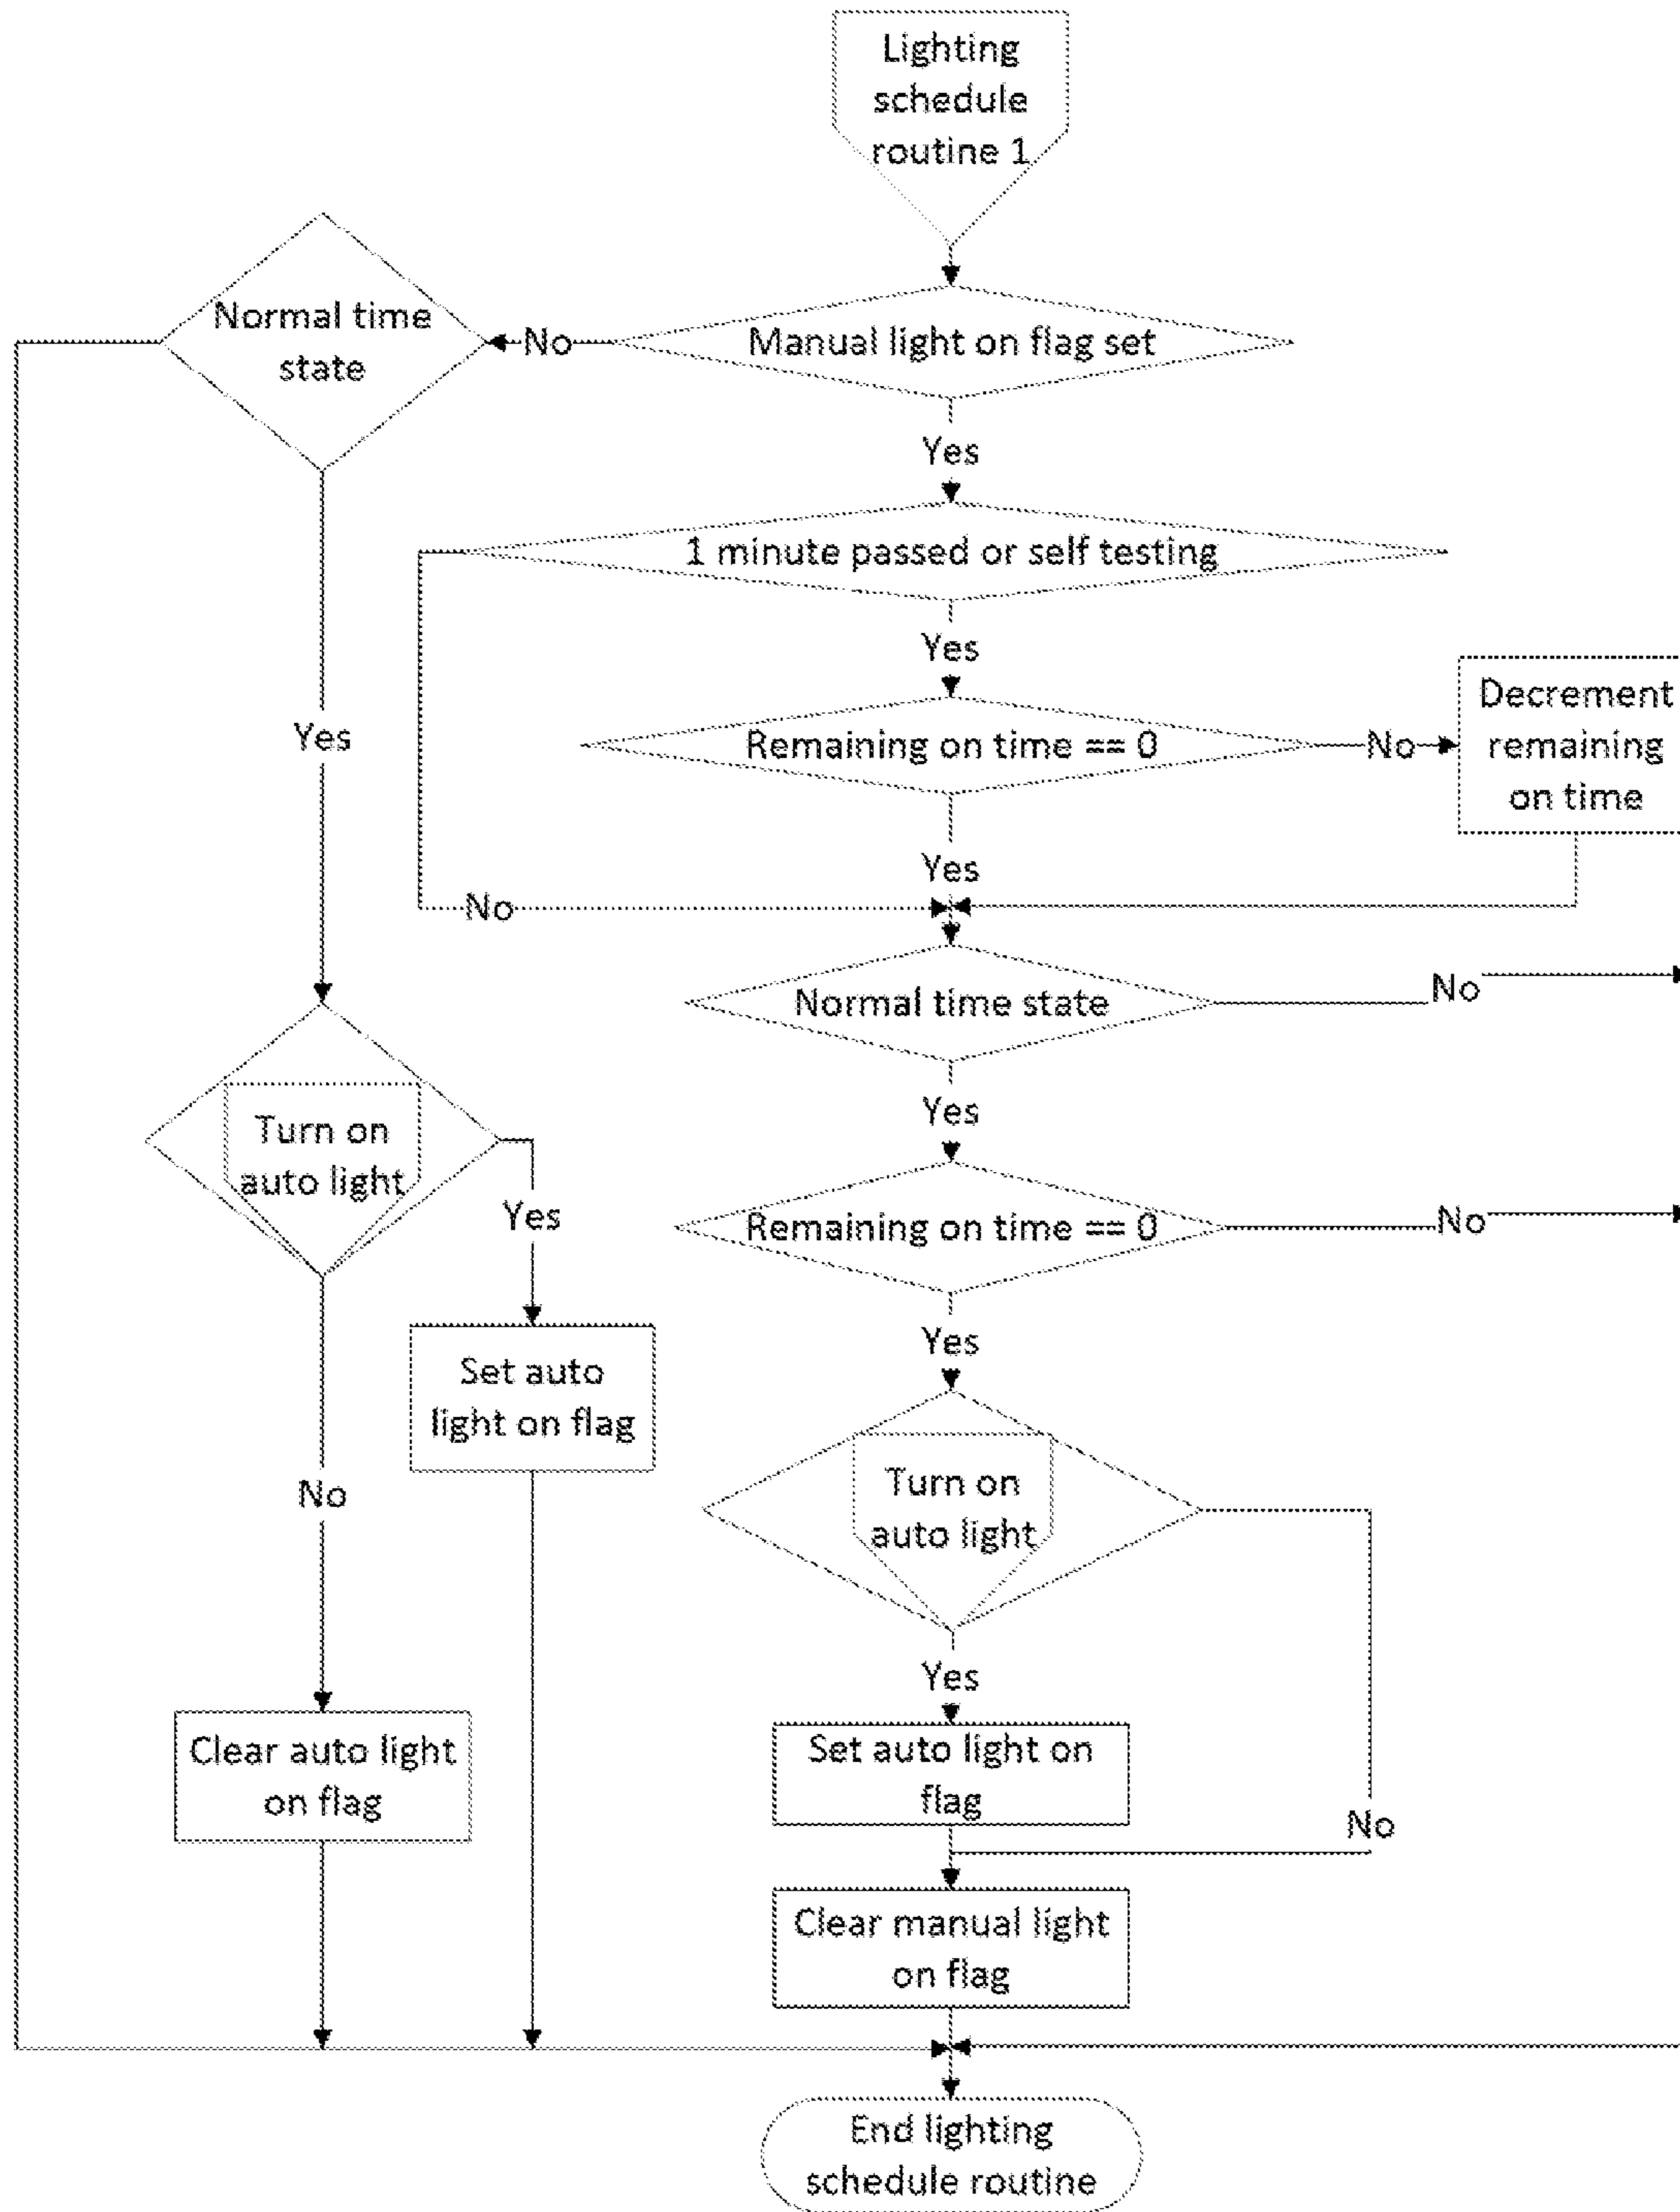 Lighting
schedule
routine 1
Normal time
state
No
Manual light on flag set
Yes
1 minute passed or self testing
Yes
Decrement
remaining
on time
Yes
Remaining on time == 0
No
Yes
No
Normal time state
No
Yes
Turn on
auto light
Yes
Remaining on time == 0
No
Yes
Set auto
light on flag
Turn on
auto light
No
Yes
Clear auto light
on flag
Set auto light on
flag
No
Clear manual light
on flag
End lighting
schedule routine